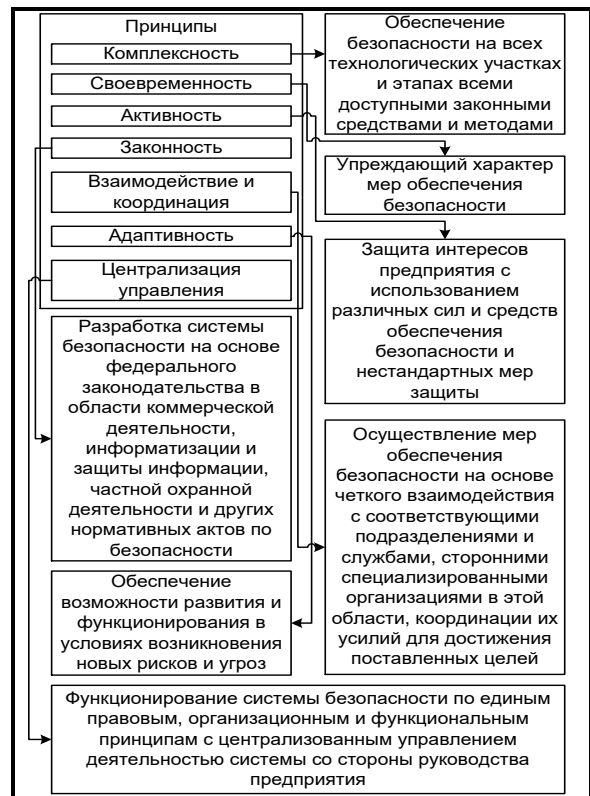 Принципы
Комплексность
Своевременность
Активность
Законность
Взаимодействие и
координация
Адаптивность
Централизация
управления
Обеспечение
безопасности на всех
технологических участках
и этапах всеми
доступными законными
средствами и методами
Упреждающий характер
мер обеспечения
безопасности
Защита интересов
предприятия с
использованием
различных сил и средств
обеспечения
безопасности и
нестандартных мер
защиты
Разработка системы
безопасности на основе
федерального
законодательства в
области коммерческой
деятельности,
информатизации и
защиты информации,
частной охранной
деятельности и других
нормативных актов по
безопасности
Осуществление мер
обеспечения
безопасности на основе
четкого взаимодействия
с соответствующими
подразделениями и
службами, сторонними
специализированными
организациями в этой
области, координации их
усилий для достижения
поставленных целей
Обеспечение
возможности развития и
функционирования в
условиях возникновения
новых рисков и угроз
Функционирование системы безопасности по единым
правовым, организационным и функциональным
принципам с централизованным управлением
деятельностью системы со стороны руководства
предприятия